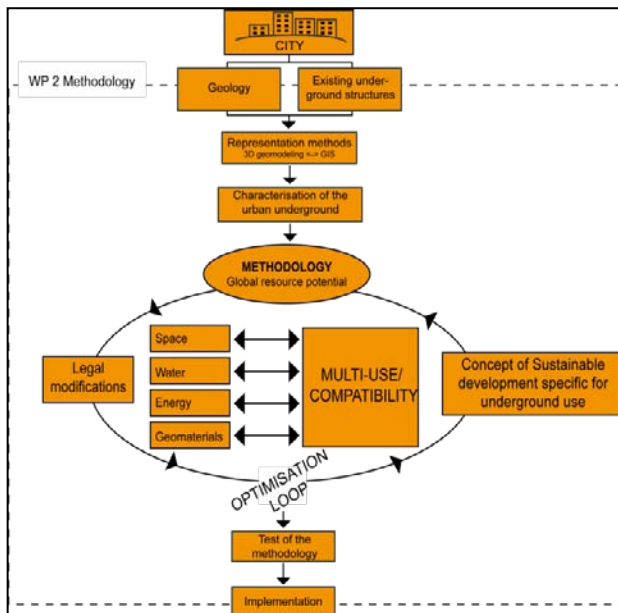 CITY
WP 2 Methodology
Geology
Existing under-
ground structures
Representation methods
3D geomodeling <--> GIS
Characterisation of the
urban underground
METHODOLOGY
Global resource potential
Legal
modifications
Space
Water
Energy
Geomaterials
MULTI-USE/
COMPATIBILITY
Concept of Sustainable
development specific for
underground use
OPTIMISATION
LOOP
Test of the
methodology
Implementation